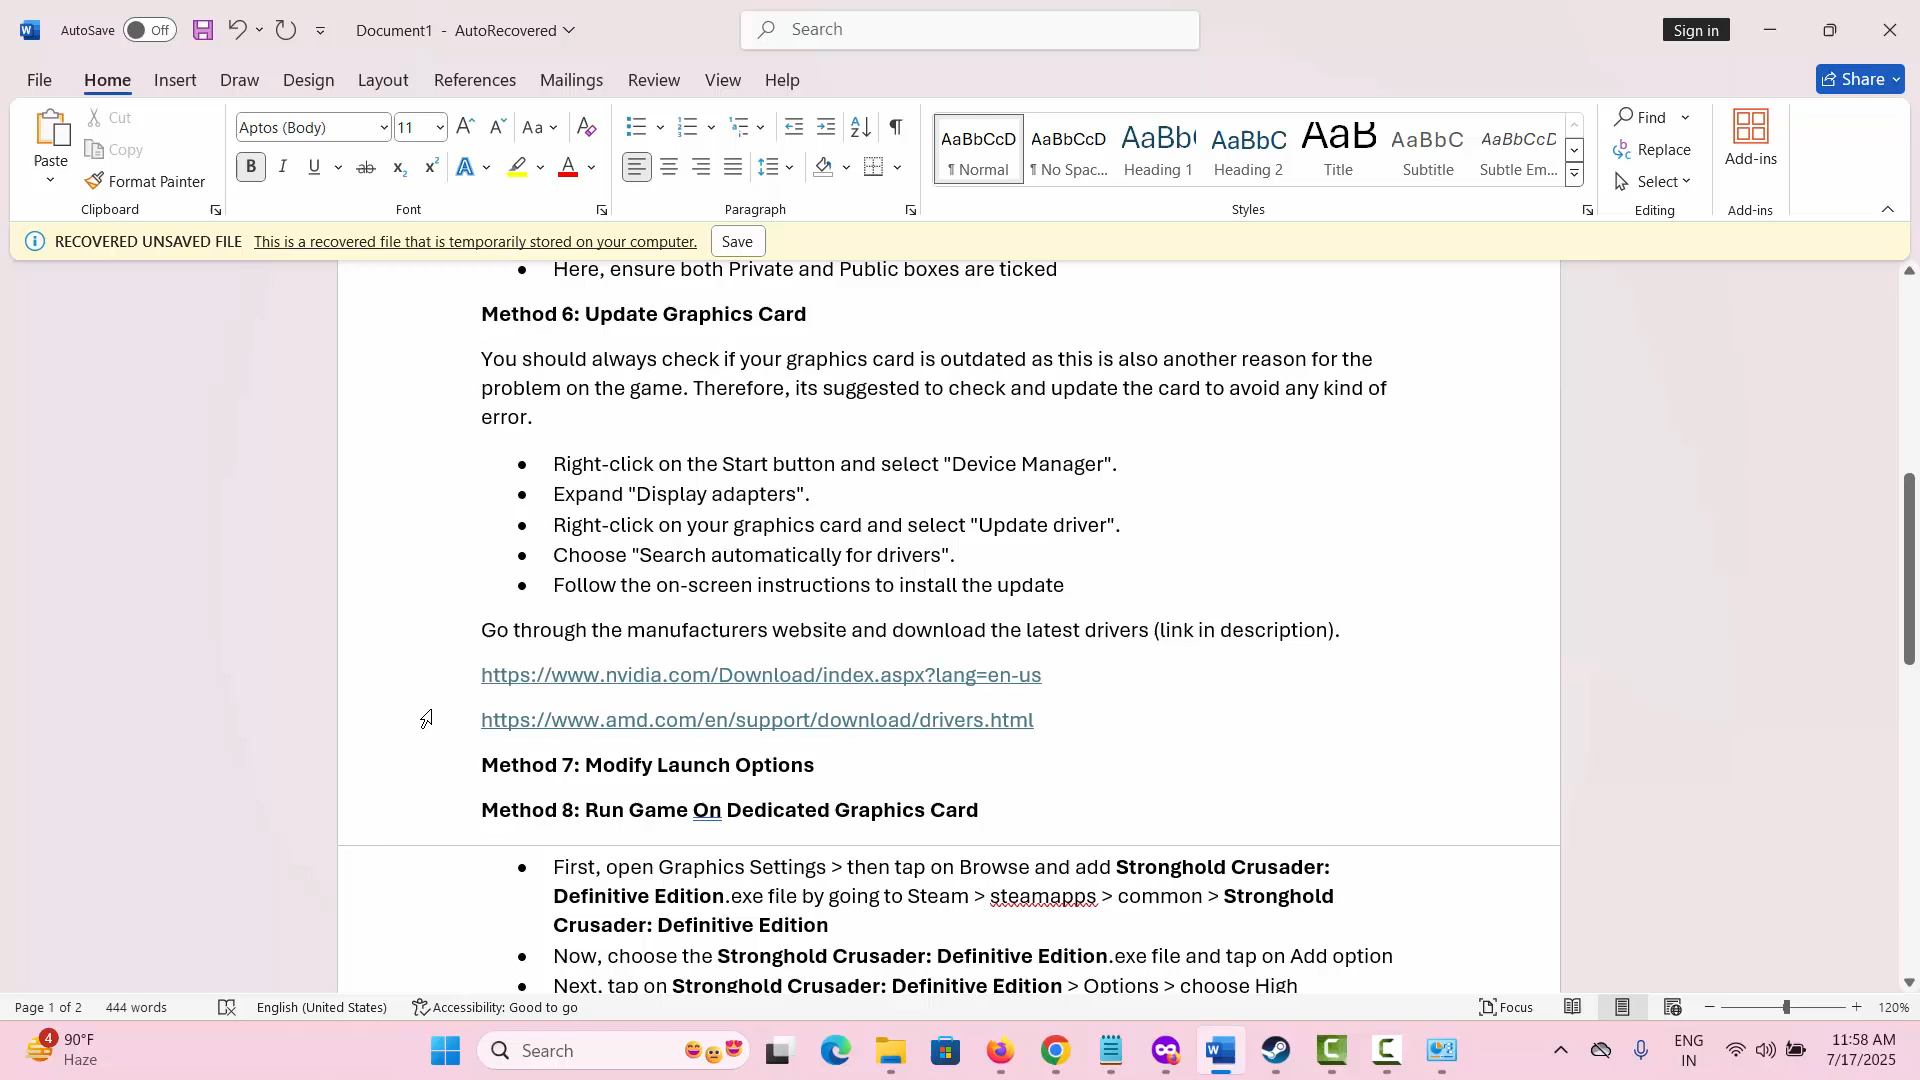 AutoSave Off Document1 - AutoRecovered Search Sign in
File Home Insert Draw Design Layout References Mailings Review View Help Share
Paste Cut Copy Format Painter Clipboard
Aptos (Body) 11 Font
Paragraph
AaBbCcD AaBbCcD AaBb( AaBbC AaB AaBbC AaBbCcD
¶ Normal ¶ No Spac... Heading 1 Heading 2 Title Subtitle Subtle Em...
Styles
Find Replace Select Editing
Add-ins Add-ins
RECOVERED UNSAVED FILE This is a recovered file that is temporarily stored on your computer. Save
• Here, ensure both Private and Public boxes are ticked
Method 6: Update Graphics Card
You should always check if your graphics card is outdated as this is also another reason for the
problem on the game. Therefore, its suggested to check and update the card to avoid any kind of
error.
• Right-click on the Start button and select "Device Manager".
• Expand "Display adapters".
• Right-click on your graphics card and select "Update driver".
• Choose "Search automatically for drivers".
• Follow the on-screen instructions to install the update
Go through the manufacturers website and download the latest drivers (link in description).
https://www.nvidia.com/Download/index.aspx?lang=en-us
https://www.amd.com/en/support/download/drivers.html
Method 7: Modify Launch Options
Method 8: Run Game On Dedicated Graphics Card
• First, open Graphics Settings > then tap on Browse and add Stronghold Crusader:
Definitive Edition.exe file by going to Steam > steamapps > common > Stronghold
Crusader: Definitive Edition
• Now, choose the Stronghold Crusader: Definitive Edition.exe file and tap on Add option
• Next, tap on Stronghold Crusader: Definitive Edition > Options > choose High
Page 1 of 2 444 words English (United States) Accessibility: Good to go Focus 120%
4 90°F Haze Search ENG IN 11:58 AM 7/17/2025